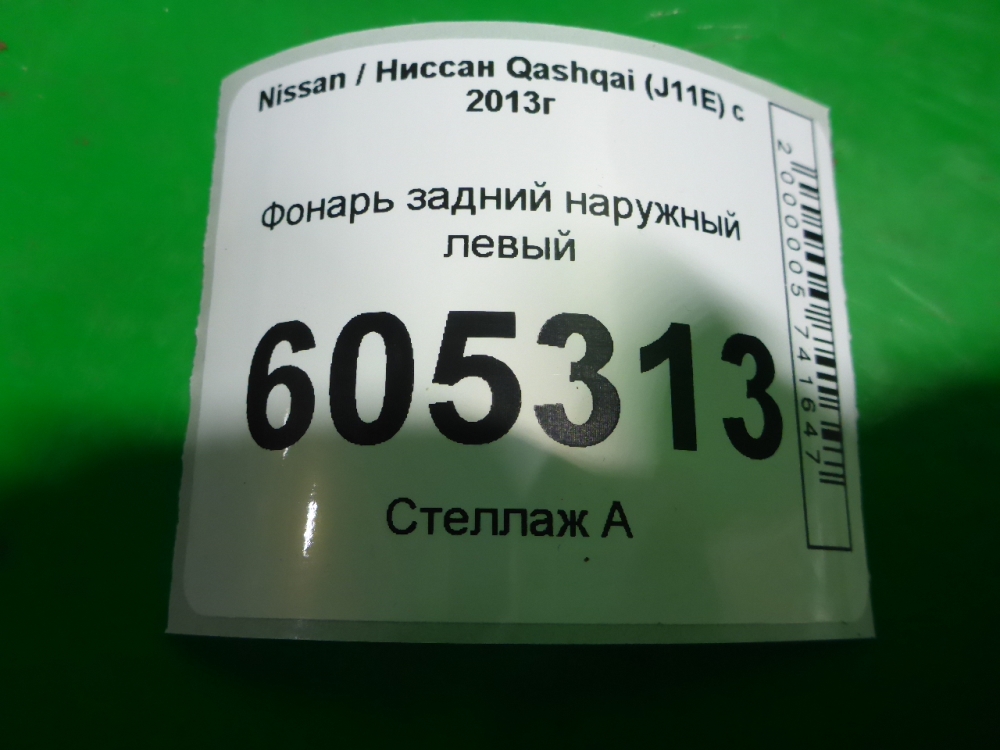 Nissan / Ниссан Qashqai (J11E) с
2013г
Фонарь задний наружный
левый
605313
Стеллаж А
2000005741647